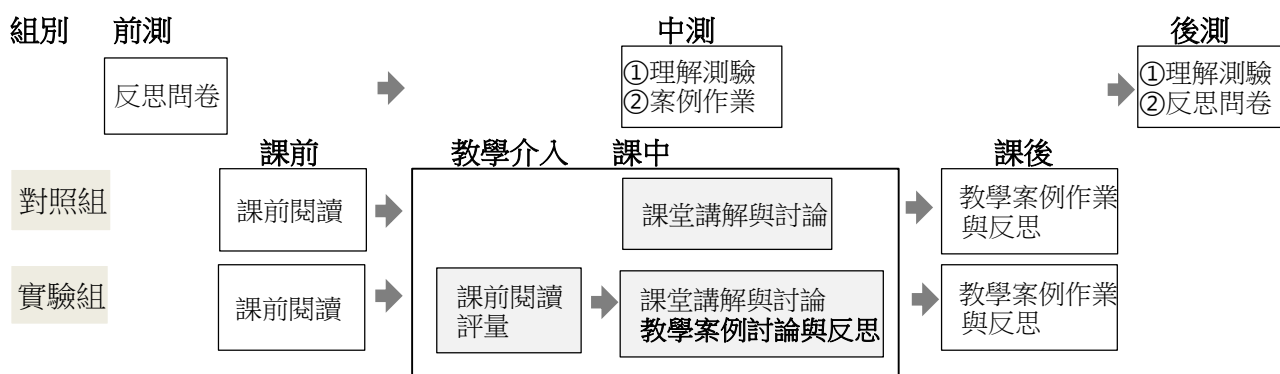 組別 前測 中測 後測
反思問卷
①理解測驗
②案例作業
①理解測驗
②反思問卷
課前 教學介入 課中 課後
對照組
課前閱讀
課堂講解與討論
教學案例作業
與反思
實驗組
課前閱讀
課前閱讀
評量
課堂講解與討論
教學案例討論與反思
教學案例作業
與反思